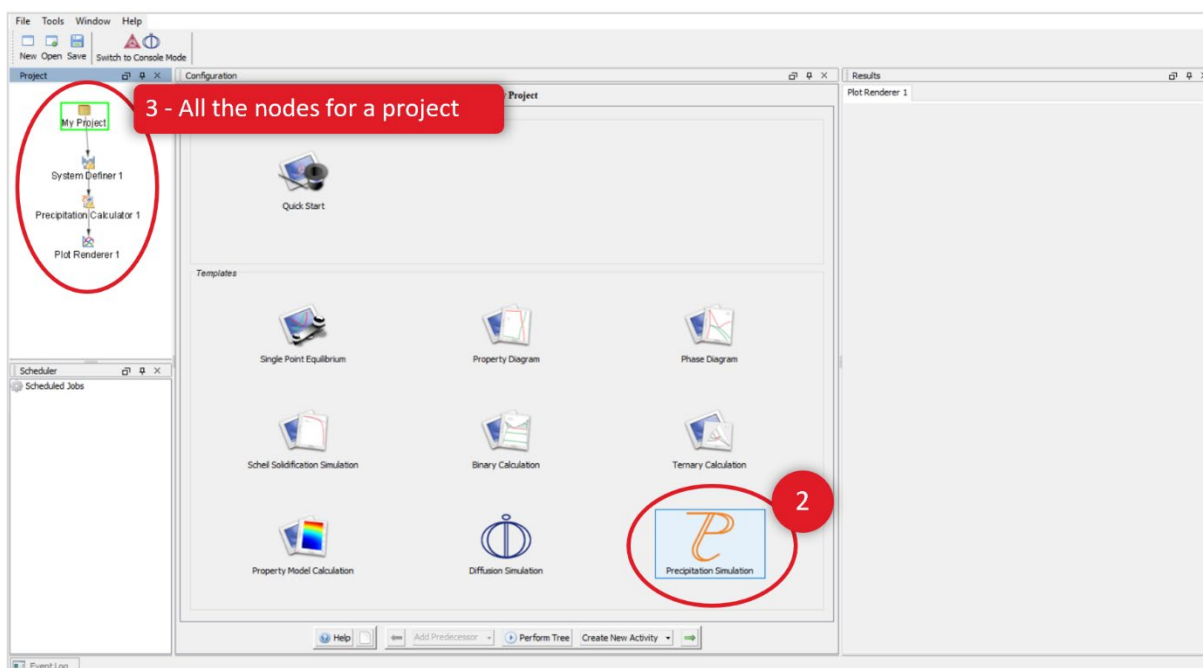 File Tools Window Help
New Open Save Switch to Console Mode
Project
Configuration
Results
3 - All the nodes for a project
Project
Plot Renderer 1
My Project
System Definer 1
Precipitation Calculator 1
Plot Renderer 1
Quick Start
Templates
Single Point Equilibrium
Property Diagram
Phase Diagram
Scheduler
Scheduled Jobs
Scheil Solidification Simulation
Binary Calculation
Ternary Calculation
2
Property Model Calculation
Diffusion Simulation
Precipitation Simulation
Help Add Predecessor Perform Tree Create New Activity
Event Log